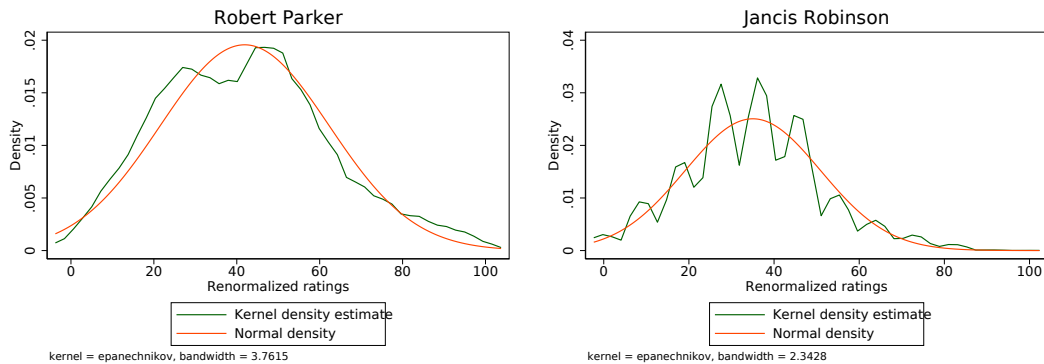 Robert Parker
.02
.015
.01
.005
0
Density
0 20 40 60 80 100
Renormalized ratings
Kernel density estimate
Normal density
kernel = epanechnikov, bandwidth = 3.7615
Jancis Robinson
.04
.03
.02
.01
0
Density
0 20 40 60 80 100
Renormalized ratings
Kernel density estimate
Normal density
kernel = epanechnikov, bandwidth = 2.3428